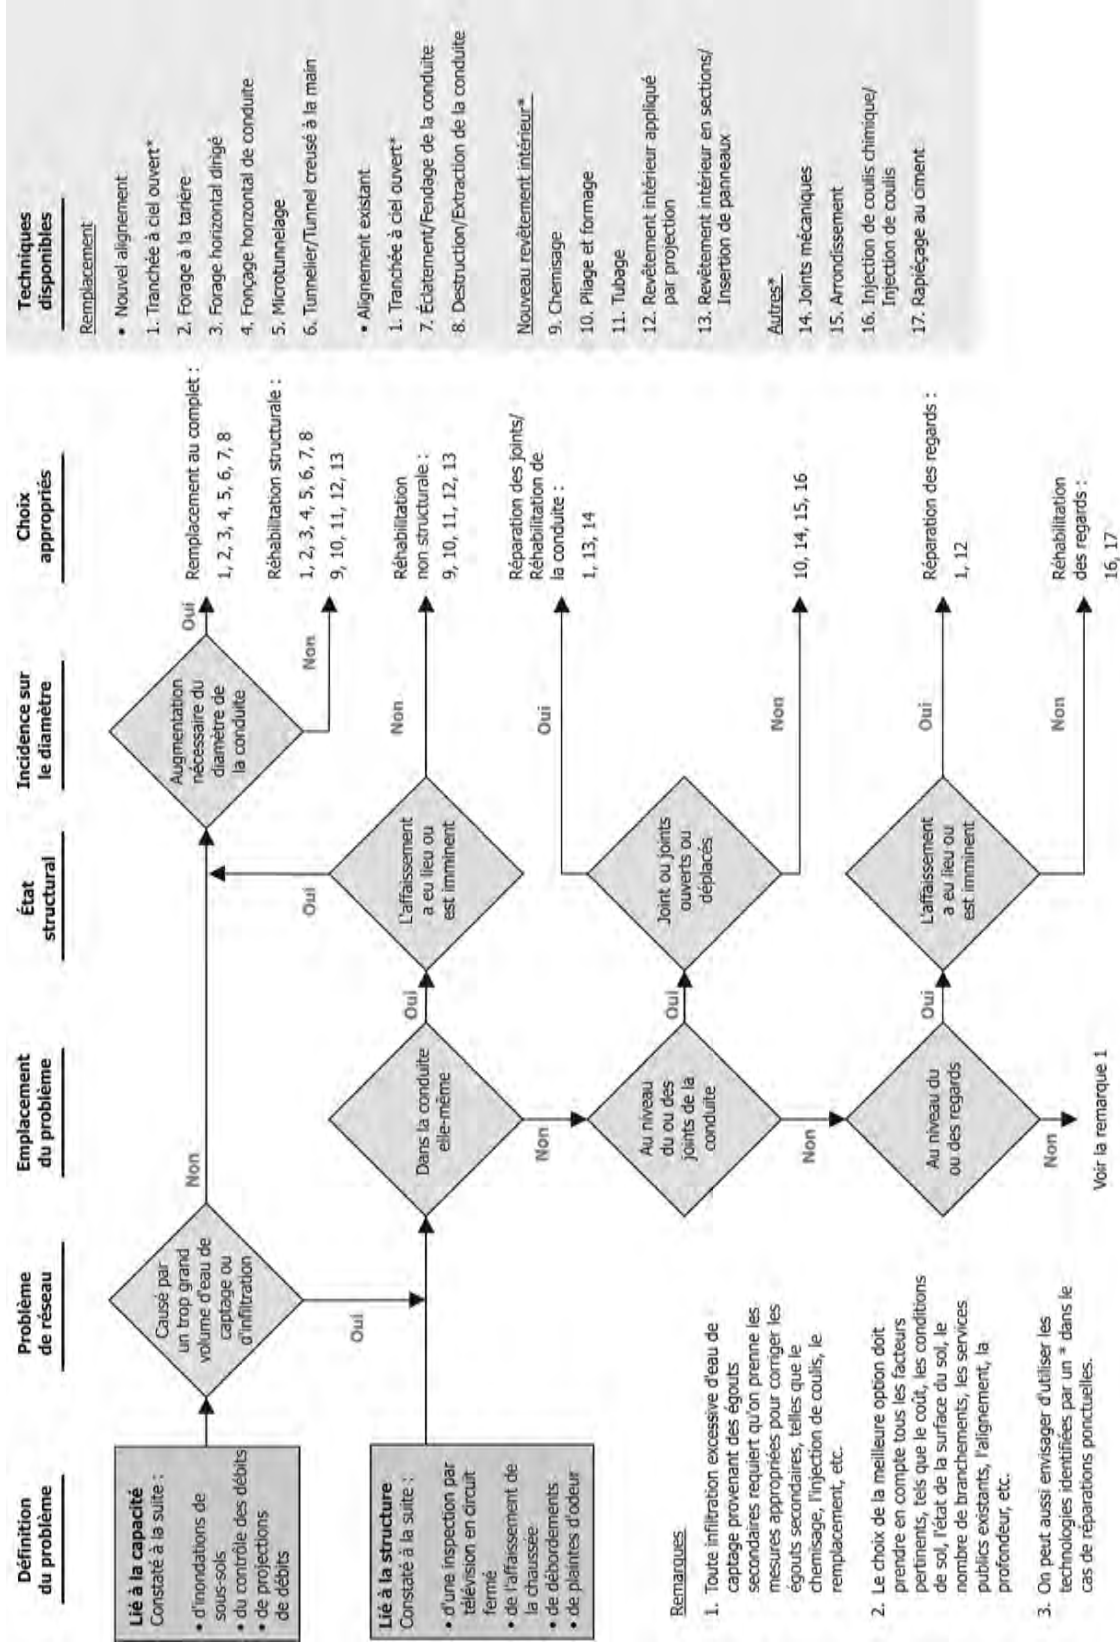 Définition
du problème
Problème
de réseau
Emplacement
du problème
État
structural
Incidence sur
le diamètre
Choix
appropriés
Techniques
disponibles
Lié à la capacité
Constaté à la suite :
• d'inondations de
sous-sols
• du contrôle des débits
• de projections
de débits
Causé par
un trop grand
volume d'eau de
captage ou
d'infiltration
Non
Oui
Augmentation
nécessaire du
diamètre de
la conduite
Oui
Non
Remplacement au complet :
1, 2, 3, 4, 5, 6, 7, 8
Réhabilitation structurale :
1, 2, 3, 4, 5, 6, 7, 8
9, 10, 11, 12, 13
Lié à la structure
Constaté à la suite :
• d'une inspection par
télévision en circuit
fermé
• de l'affaissement de
la chaussée
• de débordements
• de plaintes d'odeur
Dans la conduite
elle-même
Oui
Non
L'affaissement
a eu lieu ou
est imminent
Oui
Non
Réhabilitation
non structurale :
9, 10, 11, 12, 13
Au niveau
du ou des
joints de la
conduite
Oui
Non
Joint ou joints
ouverts ou
déplacés
Oui
Non
Réparation des joints/
Réhabilitation de
la conduite :
1, 13, 14
10, 14, 15, 16
Au niveau du
ou des regards
Oui
Non
Voir la remarque 1
L'affaissement
a eu lieu ou
est imminent
Oui
Non
Réparation des regards :
1, 12
Réhabilitation
des regards :
16, 17
Remplacement
• Nouvel alignement
1. Tranchée à ciel ouvert*
2. Forage à la tarière
3. Forage horizontal dirigé
4. Fonçage horizontal de conduite
5. Microtunnelage
6. Tunnelier/Tunnel creusé à la main
• Alignement existant
1. Tranchée à ciel ouvert*
7. Éclatement/Fendage de la conduite
8. Destruction/Extraction de la conduite
Nouveau revêtement intérieur*
9. Chemisage
10. Pliage et formage
11. Tubage
12. Revêtement intérieur appliqué
par projection
13. Revêtement intérieur en sections/
Insertion de panneaux
Autres*
14. Joints mécaniques
15. Arrondissement
16. Injection de coulis chimique/
Injection de coulis
17. Rapiéçage au ciment
Remarques
1. Toute infiltration excessive d'eau de
captage provenant des égouts
secondaires requiert qu'on prenne les
mesures appropriées pour corriger les
égouts secondaires, telles que le
chemisage, l'injection de coulis, le
remplacement, etc.
2. Le choix de la meilleure option doit
prendre en compte tous les facteurs
pertinents, tels que le coût, les conditions
de sol, l'état de la surface du sol, le
nombre de branchements, les services
publics existants, l'alignement, la
profondeur, etc.
3. On peut aussi envisager d'utiliser les
technologies identifiées par un * dans le
cas de réparations ponctuelles.